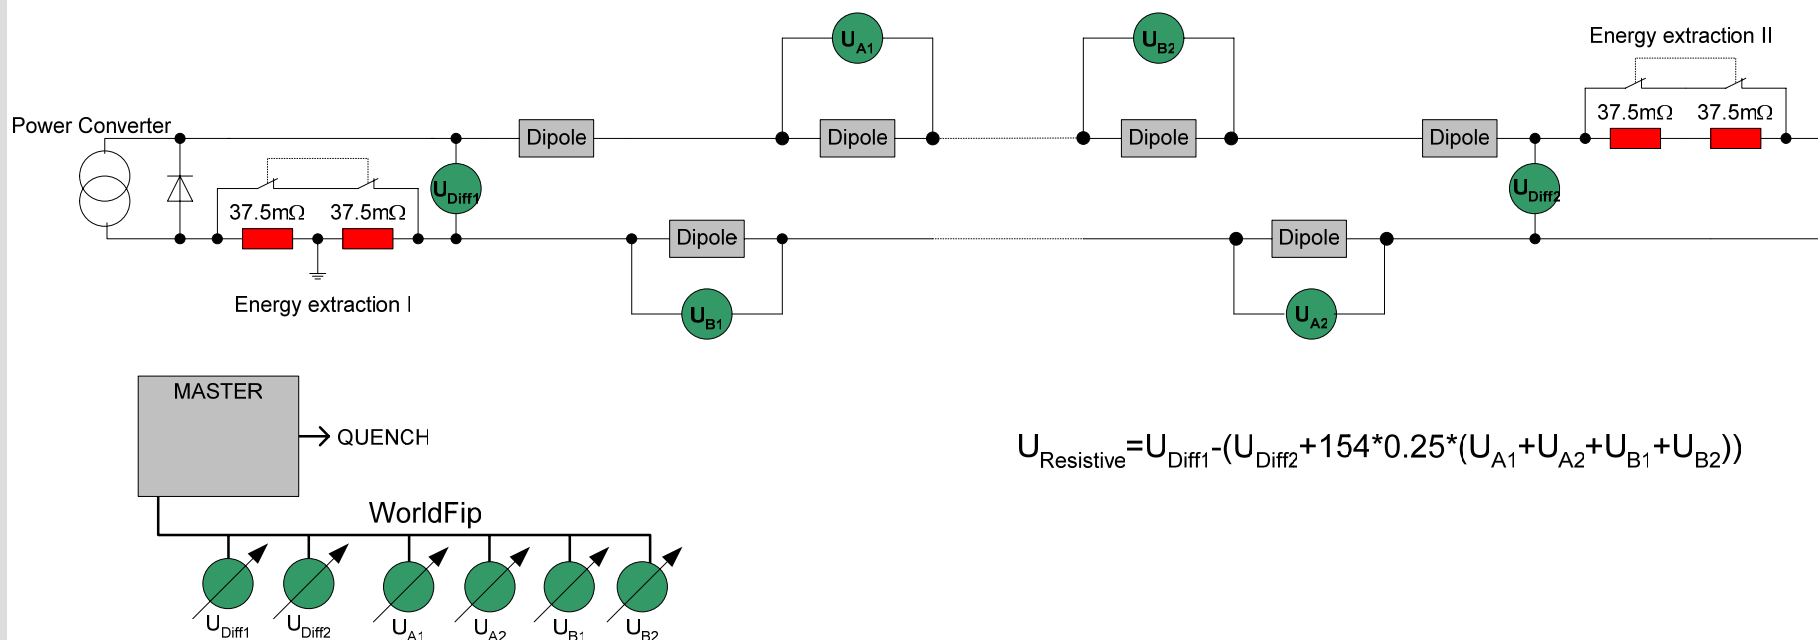 U_A1
U_B2
Energy extraction II
Power Converter
37.5mΩ 37.5mΩ
Dipole
Dipole
Dipole
Dipole
U_Diff1
U_Diff2
37.5mΩ 37.5mΩ
Dipole
Dipole
Energy extraction I
U_B1
U_A2
MASTER
QUENCH
U_Resistive=U_Diff1-(U_Diff2+154*0.25*(U_A1+U_A2+U_B1+U_B2))
WorldFip
U_Diff1 U_Diff2 U_A1 U_A2 U_B1 U_B2